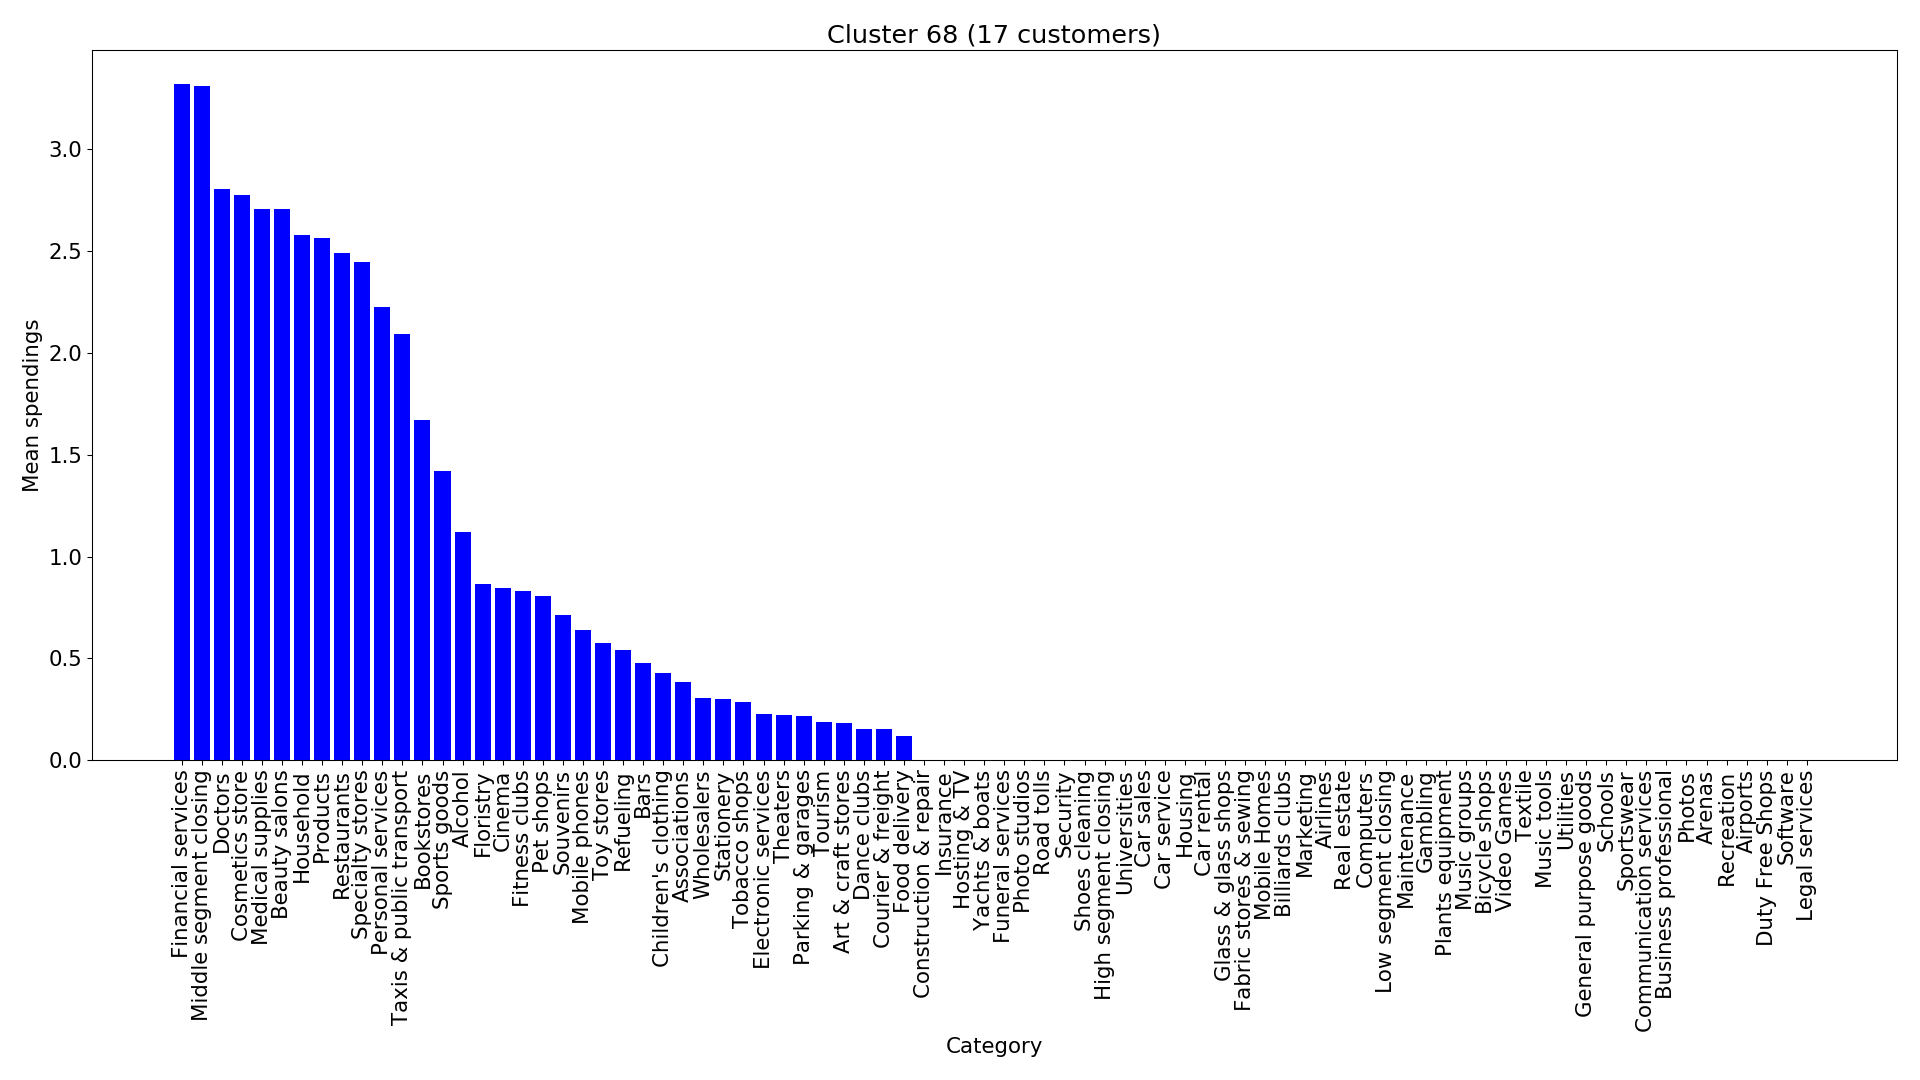 Cluster 68 (17 customers)
Mean spendings
3.0
2.5
2.0
1.5
1.0
0.5
0.0
Financial services
Middle segment closing
Doctors
Cosmetics store
Medical supplies
Beauty salons
Household
Products
Restaurants
Specialty stores
Personal services
Taxis & public transport
Bookstores
Sports goods
Alcohol
Floristry
Cinema
Fitness clubs
Pet shops
Souvenirs
Mobile phones
Toy stores
Refueling
Bars
Children's clothing
Associations
Wholesalers
Stationery
Tobacco shops
Electronic services
Theaters
Parking & garages
Tourism
Art & craft stores
Dance clubs
Courier & freight
Food delivery
Construction & repair
Insurance
Hosting & TV
Yachts & boats
Funeral services
Photo studios
Road tolls
Security
Shoes cleaning
High segment closing
Universities
Car sales
Car service
Housing
Car rental
Glass & glass shops
Fabric stores & sewing
Mobile Homes
Billiards clubs
Marketing
Airlines
Real estate
Computers
Low segment closing
Maintenance
Gambling
Plants equipment
Music groups
Bicycle shops
Video Games
Textile
Music tools
Utilities
General purpose goods
Schools
Sportswear
Communication services
Business professional
Photos
Arenas
Recreation
Airports
Duty Free Shops
Software
Legal services
Category